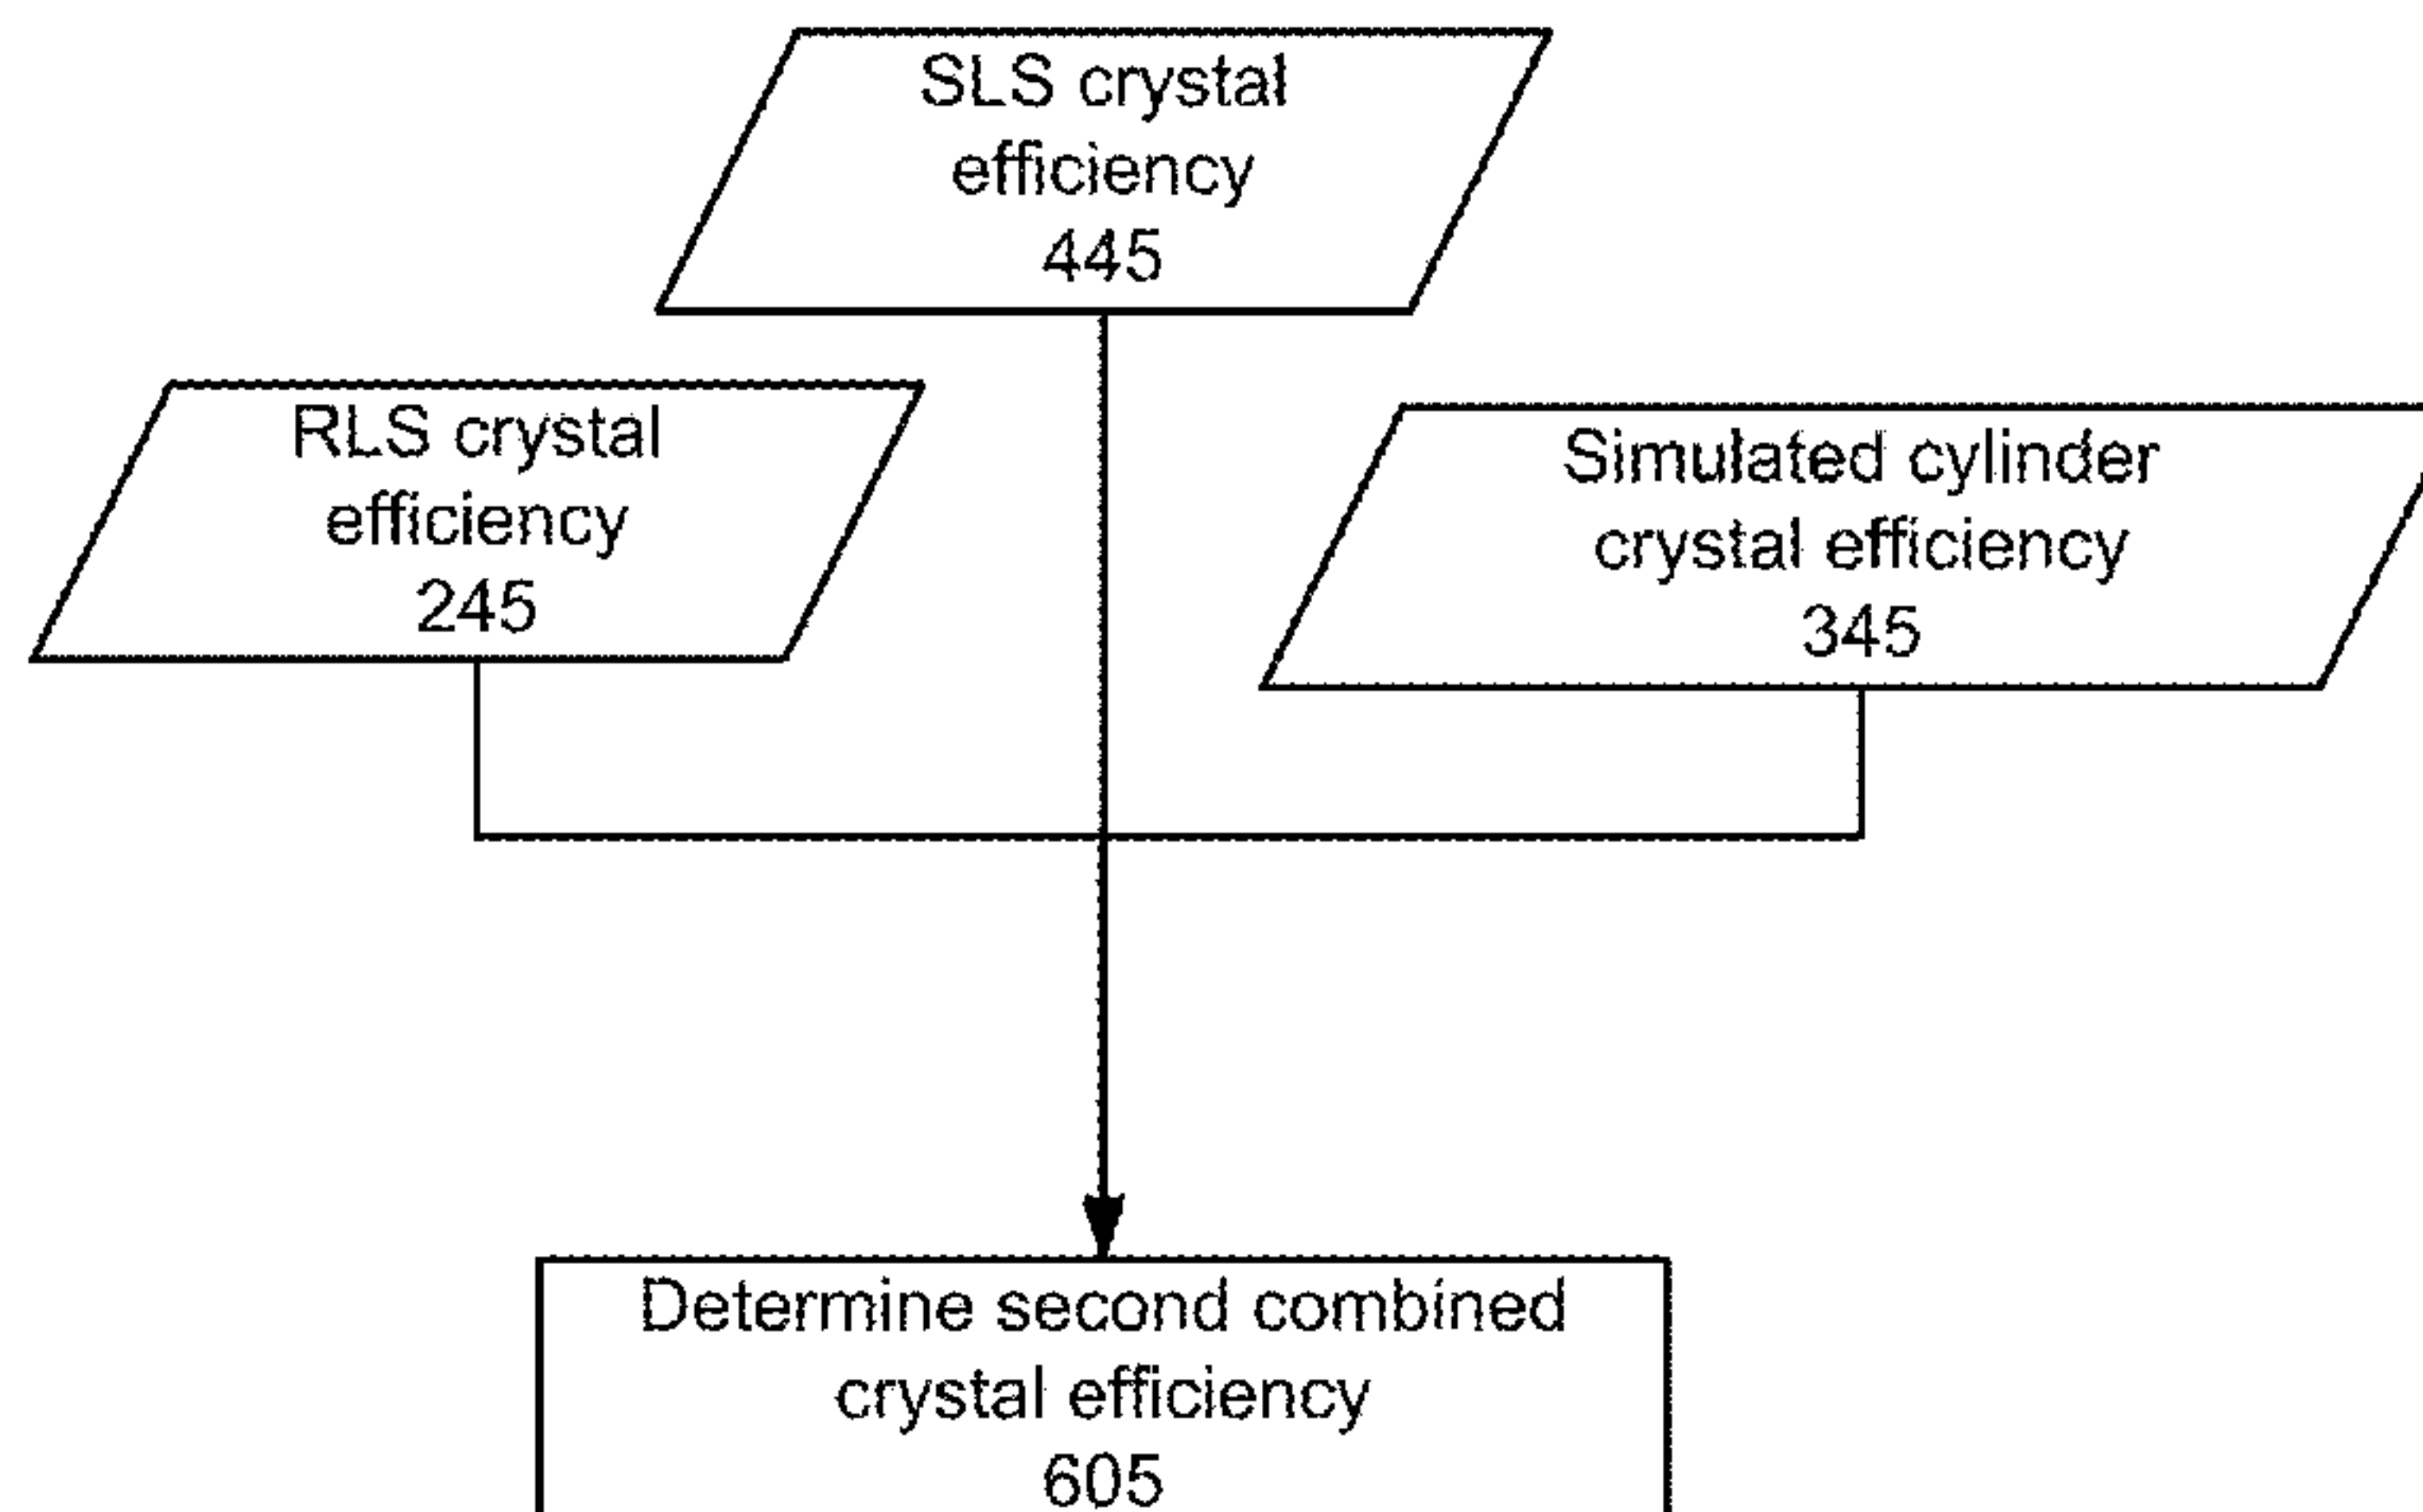 SLS crystal
efficiency
445
RLS crystal
efficiency
245
Simulated cylinder
crystal efficiency
345
Determine second combined
crystal efficiency
605